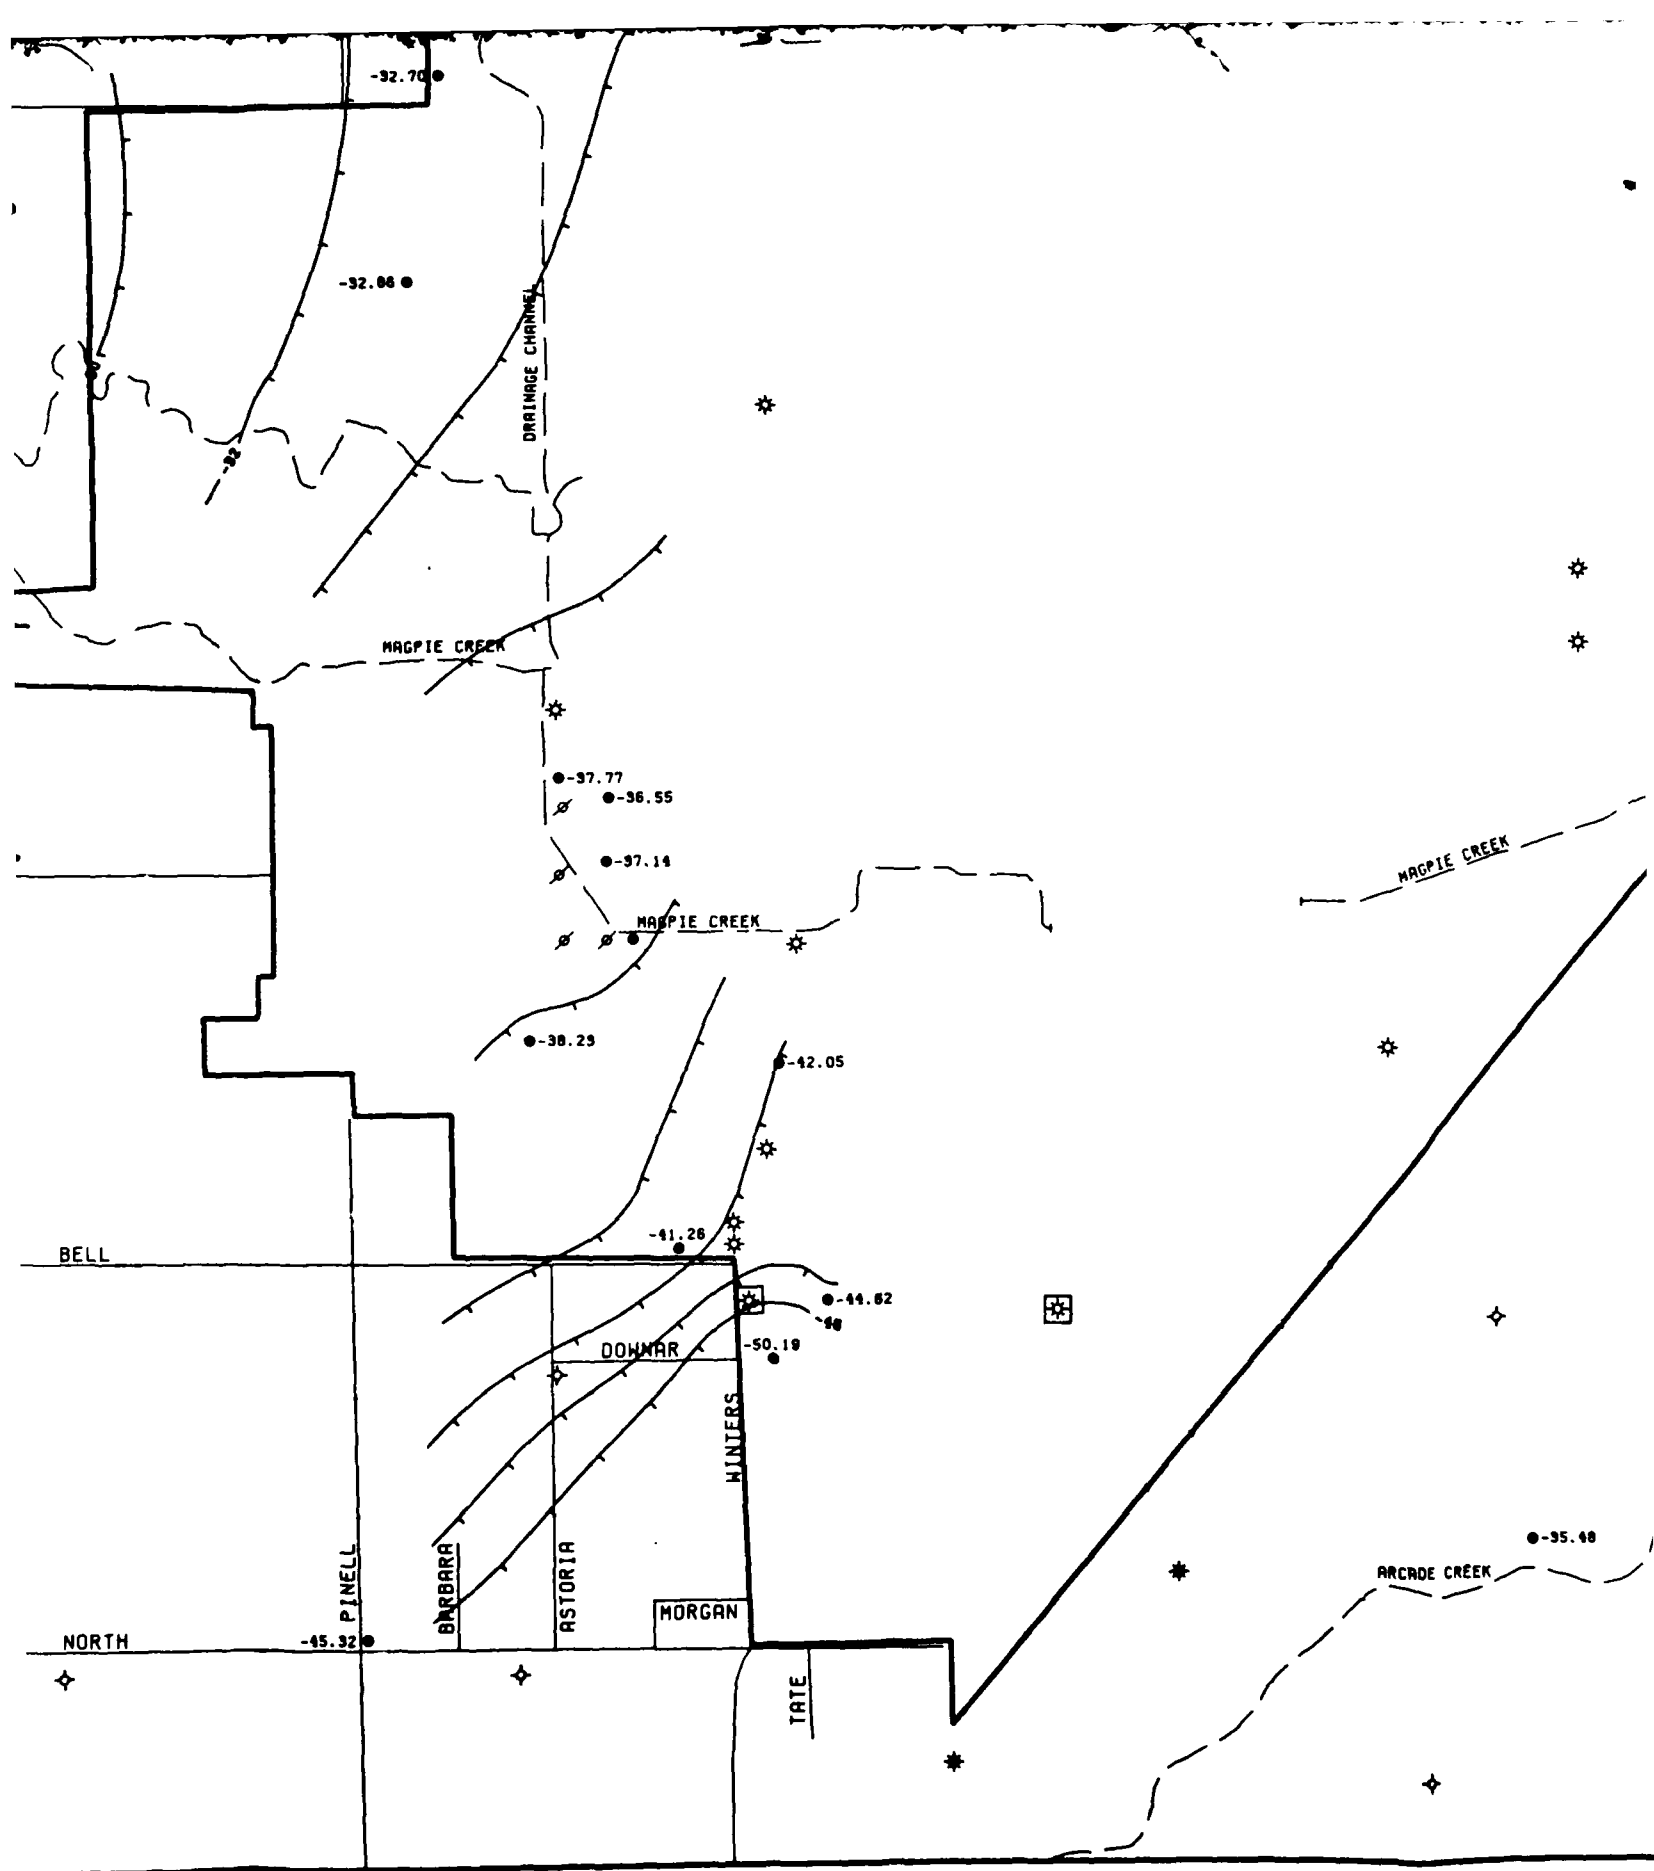 -32.70
-32.86
DRAINAGE CHANNEL
-32
MAGPIE CREEK
-37.77
-36.55
-37.14
MAGPIE CREEK
MAGPIE CREEK
-38.23
-42.05
-41.26
BELL
-44.62
-50.19
DOWNAR
WINTERS
-35.48
ARCADE CREEK
PINELL
BARBARA
ASTORIA
MORGAN
NORTH
-45.32
TATE